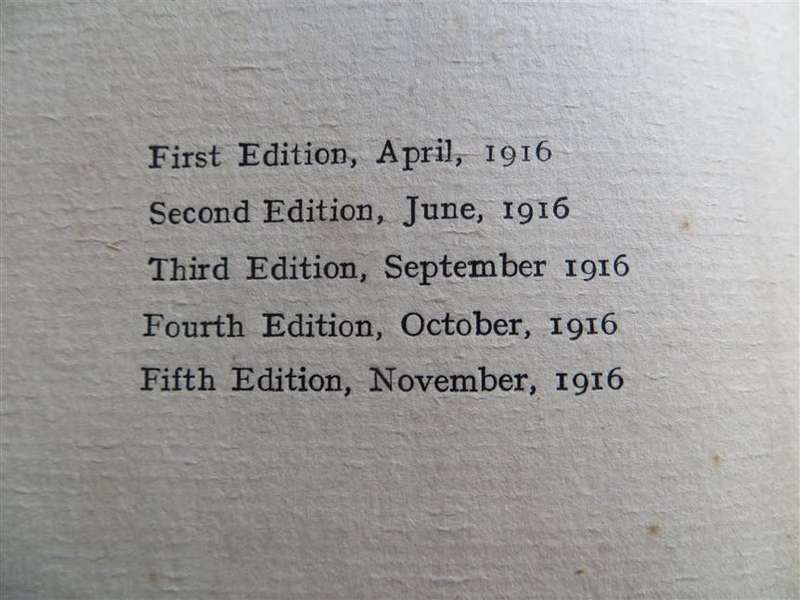 First Edition, April, 1916
Second Edition, June, 1916
Third Edition, September 1916
Fourth Edition, October, 1916
Fifth Edition, November, 1916